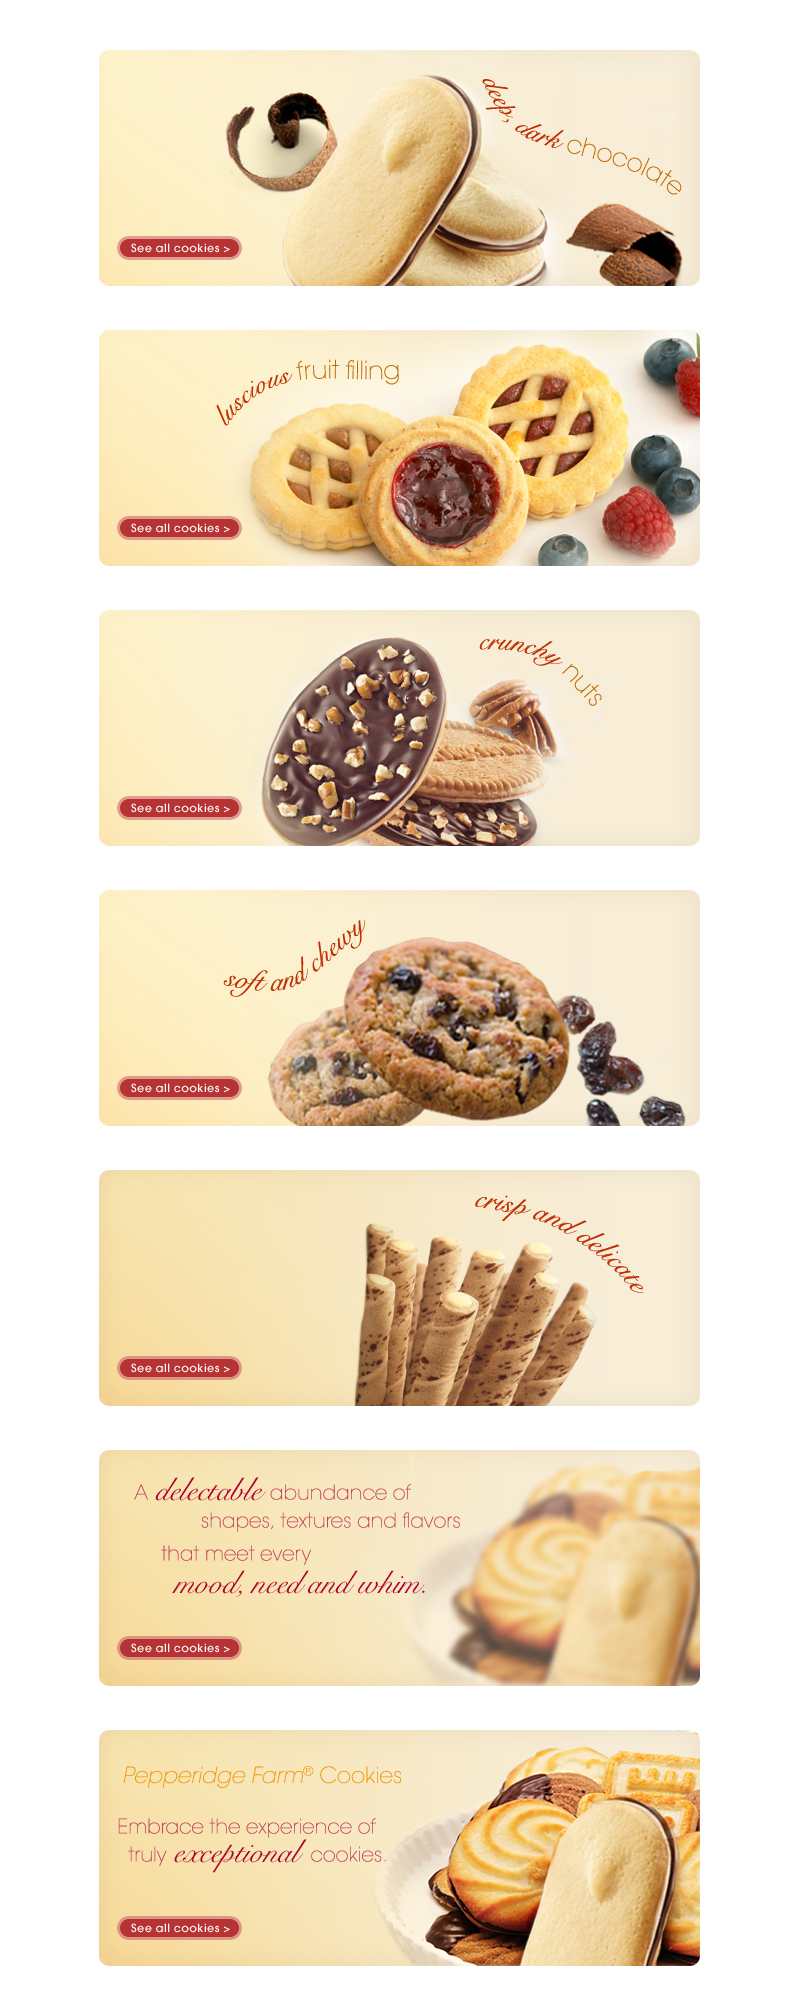 deep, dark chocolate
See all cookies >
luscious fruit filling
See all cookies >
crunchy nuts
See all cookies >
soft and chewy
See all cookies >
crisp and delicate
See all cookies >
A delectable abundance of
shapes, textures and flavors
that meet every
mood, need and whim.
See all cookies >
Pepperidge Farm® Cookies
Embrace the experience of
truly exceptional cookies.
See all cookies >